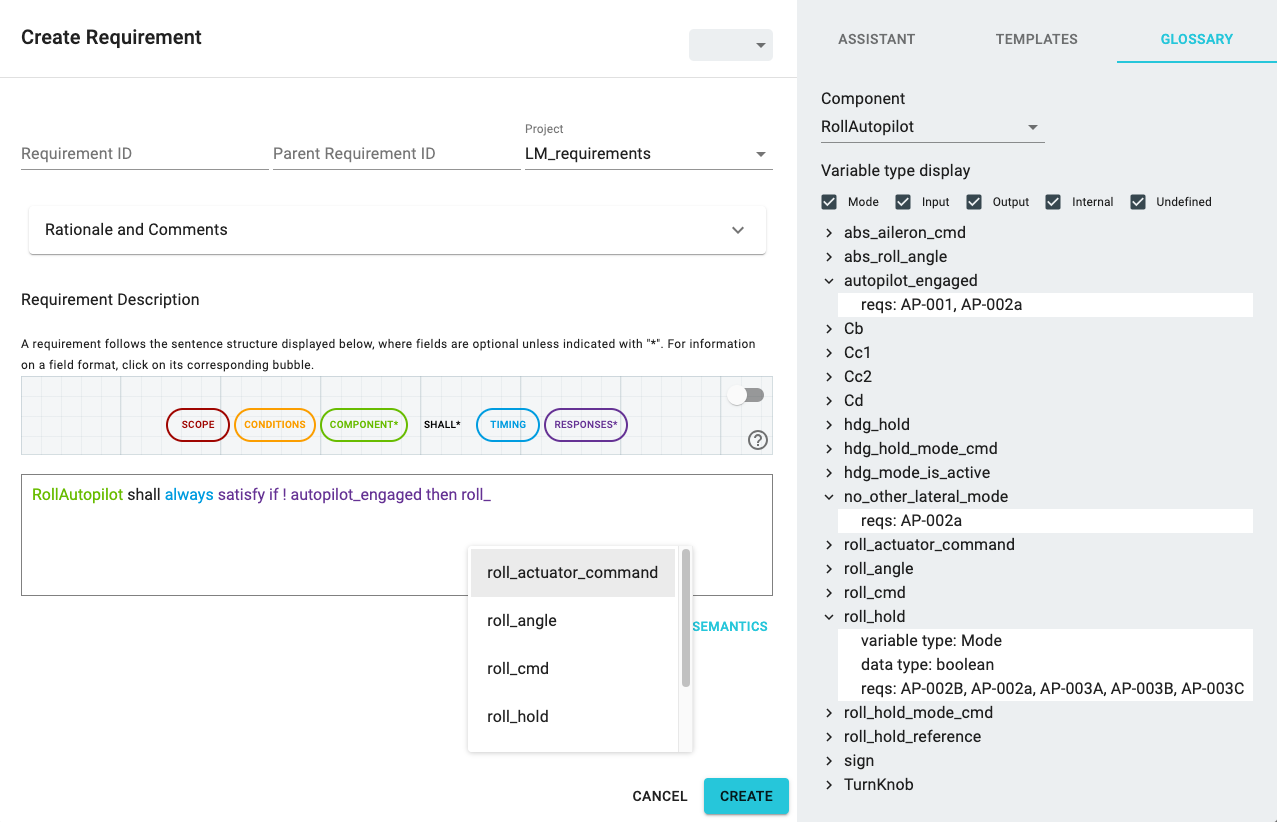 Create Requirement
Requirement ID
Parent Requirement ID
Project
LM_requirements
Rationale and Comments
Requirement Description
A requirement follows the sentence structure displayed below, where fields are optional unless indicated with "*". For information
on a field format, click on its corresponding bubble.
SCOPE CONDITIONS COMPONENT* SHALL* TIMING RESPONSES*
?
RollAutopilot shall always satisfy if ! autopilot_engaged then roll_
roll_actuator_command
roll_angle
roll_cmd
roll_hold
SEMANTICS
CANCEL CREATE
ASSISTANT TEMPLATES GLOSSARY
Component
RollAutopilot
Variable type display
Mode Input Output Internal Undefined
abs_aileron_cmd
abs_roll_angle
autopilot_engaged
reqs: AP-001, AP-002a
Cb
Cc1
Cc2
Cd
hdg_hold
hdg_hold_mode_cmd
hdg_mode_is_active
no_other_lateral_mode
reqs: AP-002a
roll_actuator_command
roll_angle
roll_cmd
roll_hold
variable type: Mode
data type: boolean
reqs: AP-002B, AP-002a, AP-003A, AP-003B, AP-003C
roll_hold_mode_cmd
roll_hold_reference
sign
TurnKnob